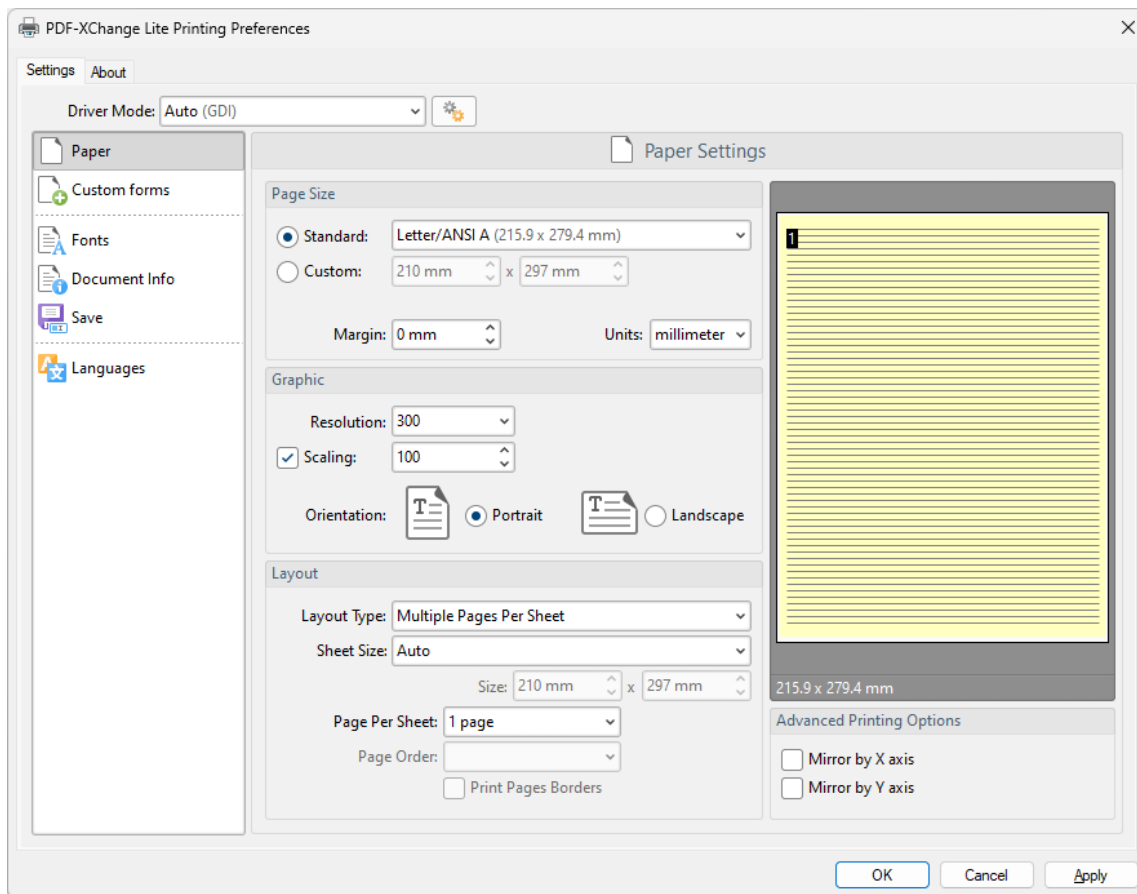 PDF-XChange Lite Printing Preferences
Settings
About
Driver Mode: Auto (GDI)
Paper
Custom forms
Fonts
Document Info
Save
Languages
Paper Settings
Page Size
Standard: Letter/ANSI A (215.9 x 279.4 mm)
Custom: 210 mm x 297 mm
Margin: 0 mm Units: millimeter
Graphic
Resolution: 300
Scaling: 100
Orientation: Portrait Landscape
Layout
Layout Type: Multiple Pages Per Sheet
Sheet Size: Auto
Size: 210 mm x 297 mm
Page Per Sheet: 1 page
Page Order:
Print Pages Borders
1
215.9 x 279.4 mm
Advanced Printing Options
Mirror by X axis
Mirror by Y axis
OK Cancel Apply